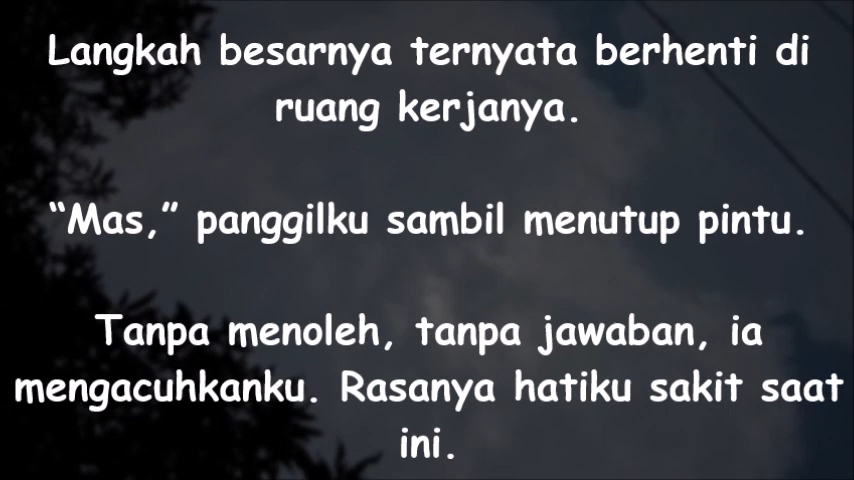 Langkah besarnya ternyata berhenti di
ruang kerjanya.
“Mas,” panggilku sambil menutup pintu.
Tanpa menoleh, tanpa jawaban, ia
mengacuhkanku. Rasanya hatiku sakit saat
ini.